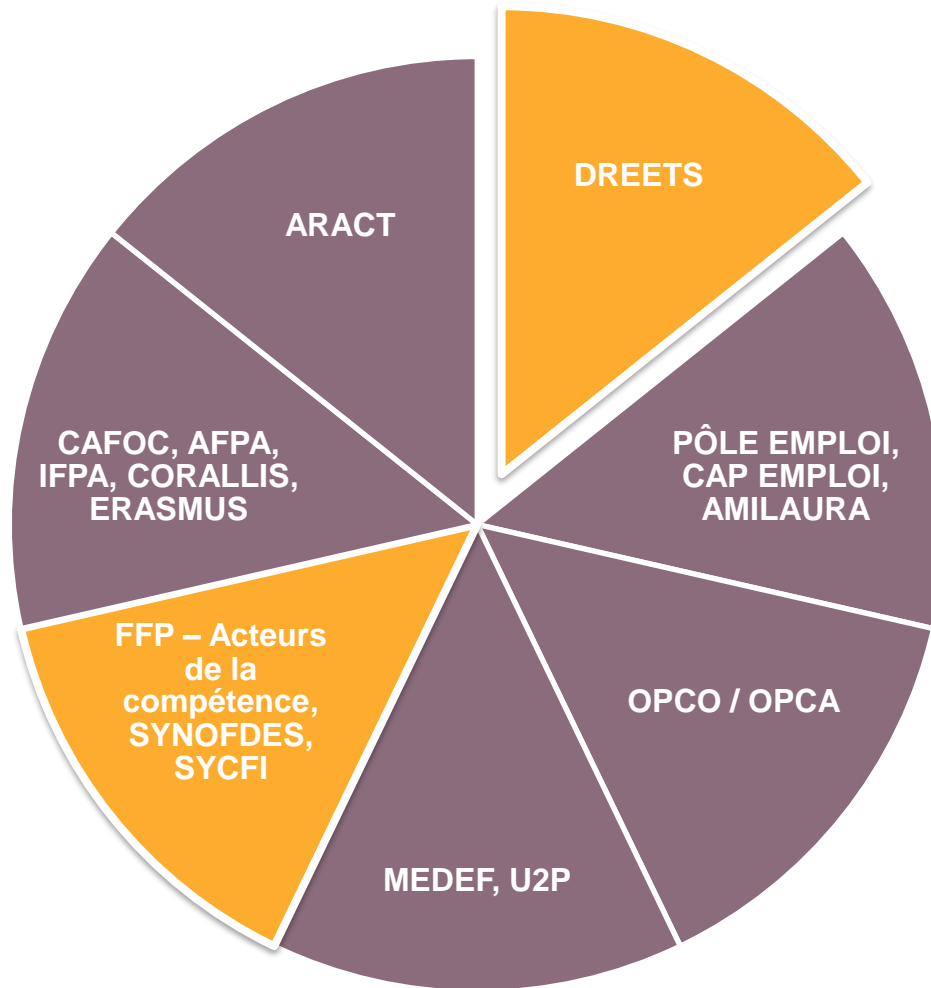 DREETS
ARACT
PÔLE EMPLOI,
CAP EMPLOI,
AMILAURA
CAFOC, AFPA,
IFPA, CORALLIS,
ERASMUS
FFP – Acteurs
de la
compétence,
SYNOFDES,
SYCFI
OPCO / OPCA
MEDEF, U2P